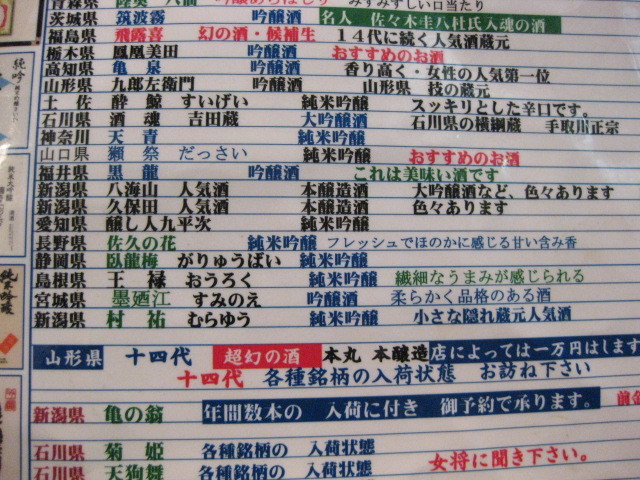 茨城県 筑波霧 吟醸酒 名人 佐々木圭八杜氏入魂の酒
福島県 飛露喜 幻の酒・候補生 14代に続く人気酒蔵元
栃木県 鳳凰美田 吟醸酒 おすすめのお酒
高知県 亀泉 吟醸酒 香り高く・女性の人気第一位
山形県 九郎左衛門 吟醸酒 山形県 技の蔵元
土佐 酔鯨 すいげい 純米吟醸 スッキリとした辛口です。
石川県 酒魂 吉田蔵 大吟醸酒 石川県の横綱蔵 手取川正宗
神奈川 天青 純米吟醸
山口県 獺祭 だっさい 純米吟醸 おすすめのお酒
福井県 黒龍 吟醸酒 これは美味い酒です
新潟県 八海山 人気酒 本醸造酒 大吟醸酒など、色々あります
新潟県 久保田 人気酒 本醸造酒 色々あります
愛知県 醸し人九平次 純米吟醸
長野県 佐久の花 純米吟醸 フレッシュでほのかに感じる甘い含み香
静岡県 臥龍梅 がりゅうばい 純米吟醸
島根県 王禄 おうろく 純米吟醸 繊細なうまみが感じられる
宮城県 墨廼江 すみのえ 吟醸酒 柔らかく品格のある酒
新潟県 村祐 むらゆう 純米吟醸 小さな隠れ蔵元人気酒
山形県 十四代 超幻の酒 本丸 本醸造 店によっては一万円はします
十四代 各種銘柄の入荷状態 お訪ね下さい
新潟県 亀の翁 年間数本の 入荷に付き 御予約で承ります。 前金
石川県 菊姫 各種銘柄の 入荷状態
石川県 天狗舞 各種銘柄の 入荷状態 女将に聞き下さい。